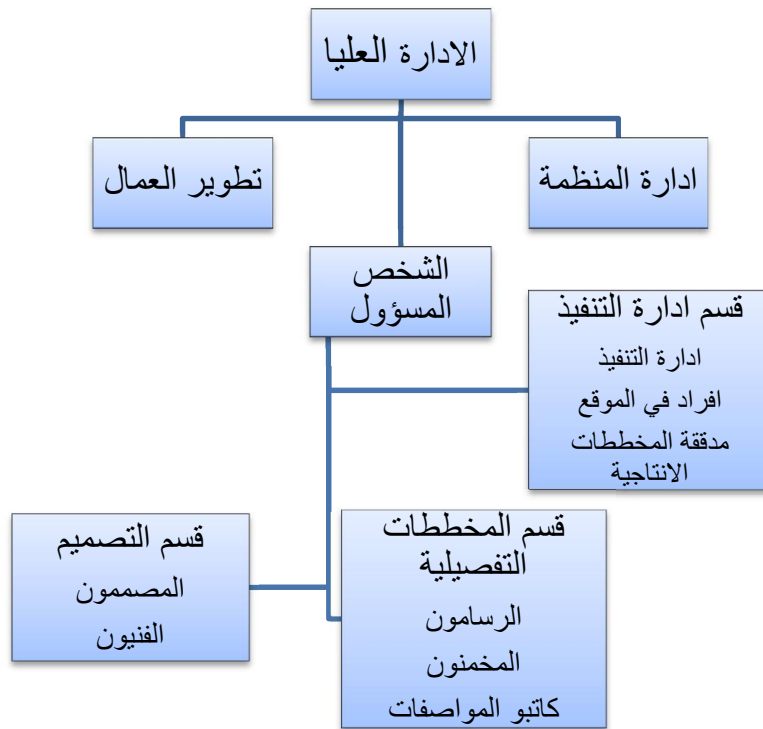 الادارة العليا
ادارة المنظمة
تطوير العمال
الشخص
المسؤول
قسم ادارة التنفيذ
ادارة التنفيذ
افراد في الموقع
مدققة المخططات
الانتاجية
قسم المخططات
التفصيلية
الرسامون
المخمنون
كاتبو المواصفات
قسم التصميم
المصممون
الفنيون